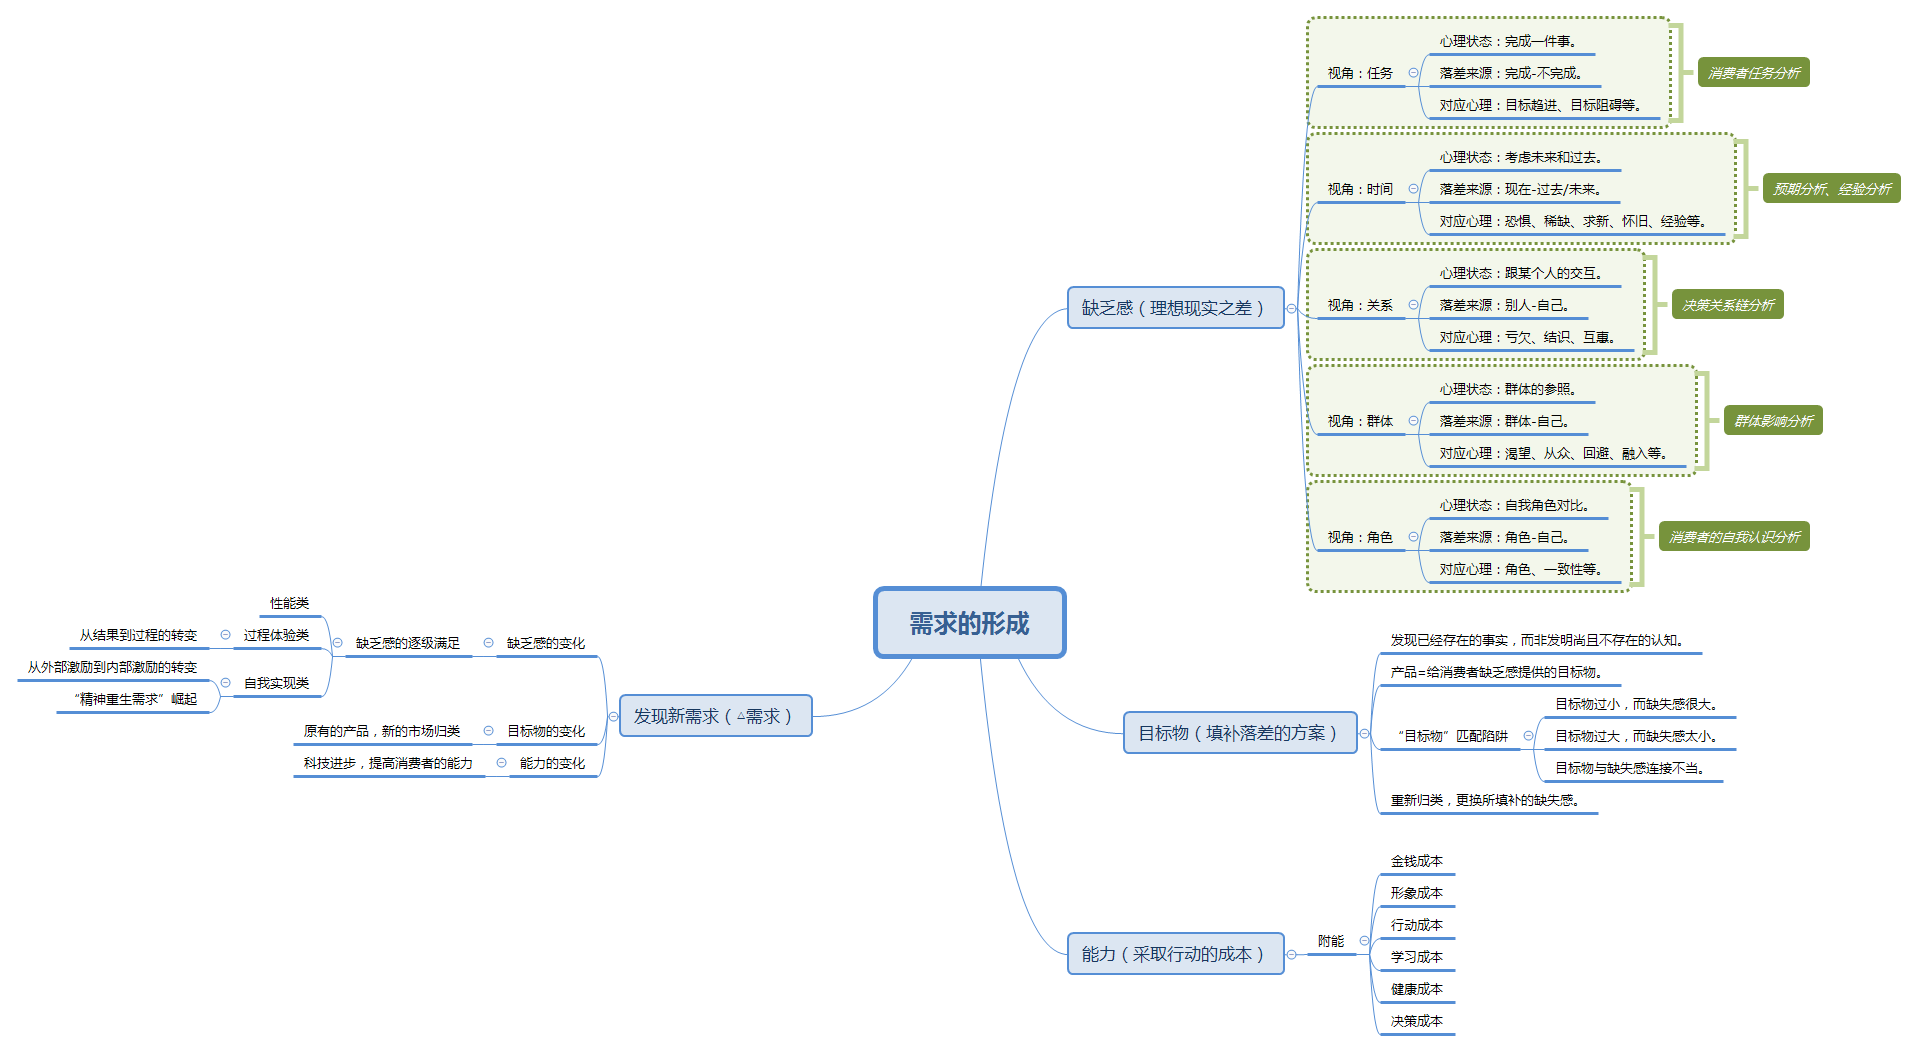 需求的形成
缺乏感（理想现实之差）
视角：任务
心理状态：完成一件事。
落差来源：完成-不完成。
对应心理：目标趋进、目标阻碍等。
消费者任务分析
视角：时间
心理状态：考虑未来和过去。
落差来源：现在-过去/未来。
对应心理：恐惧、稀缺、求新、怀旧、经验等。
预期分析、经验分析
视角：关系
心理状态：跟某个人的交互。
落差来源：别人-自己。
对应心理：亏欠、结识、互惠。
决策关系链分析
视角：群体
心理状态：群体的参照。
落差来源：群体-自己。
对应心理：渴望、从众、回避、融入等。
群体影响分析
视角：角色
心理状态：自我角色对比。
落差来源：角色-自己。
对应心理：角色、一致性等。
消费者的自我认识分析
目标物（填补落差的方案）
发现已经存在的事实，而非发明尚且不存在的认知。
产品=给消费者缺乏感提供的目标物。
“目标物”匹配陷阱
目标物过小，而缺失感很大。
目标物过大，而缺失感太小。
目标物与缺失感连接不当。
重新归类，更换所填补的缺失感。
能力（采取行动的成本）
附能
金钱成本
形象成本
行动成本
学习成本
健康成本
决策成本
发现新需求（△需求）
缺乏感的变化
缺乏感的逐级满足
性能类
过程体验类
从结果到过程的转变
自我实现类
从外部激励到内部激励的转变
“精神重生需求”崛起
目标物的变化
原有的产品，新的市场归类
能力的变化
科技进步，提高消费者的能力